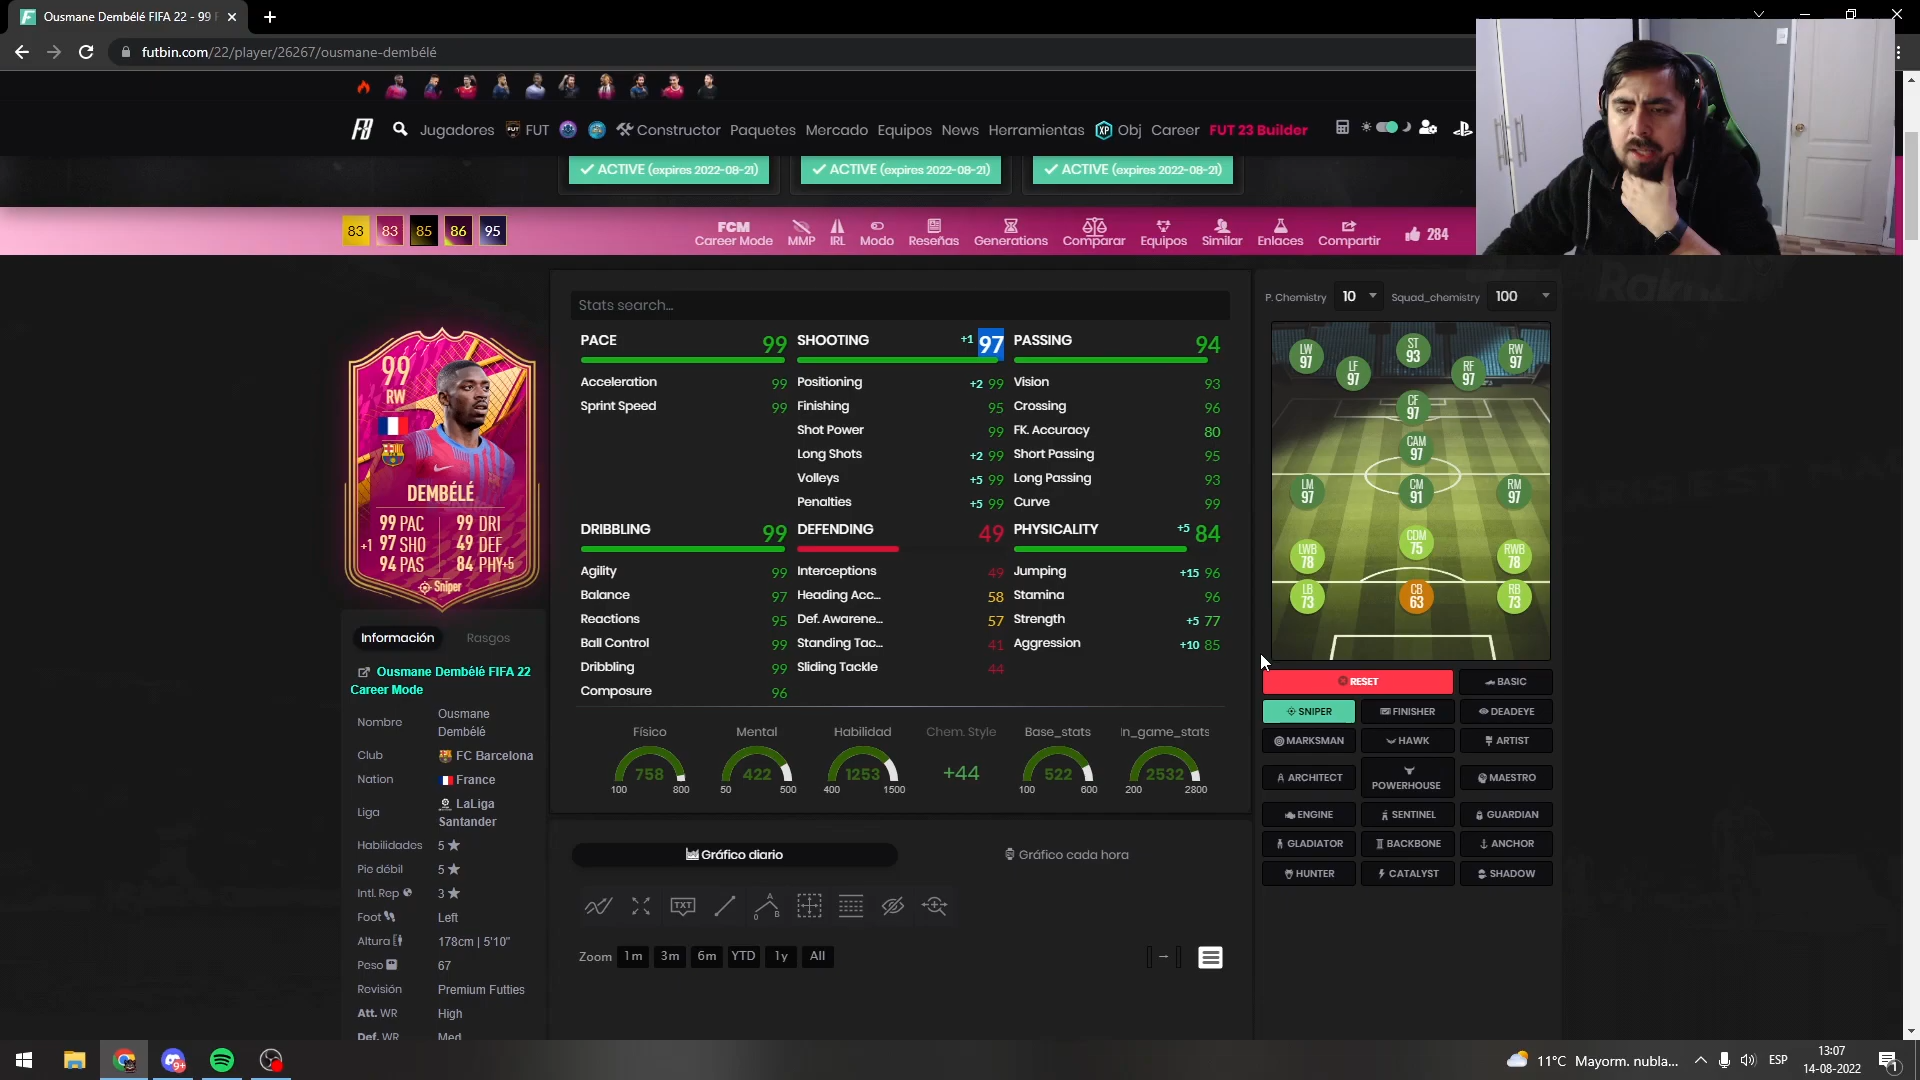 Ousmane Dembélé FIFA 22 - 99 F
futbin.com/22/player/26267/ousmane-dembélé
Jugadores FUT Constructor Paquetes Mercado Equipos News Herramientas XP Obj Career FUT 23 Builder
ACTIVE (expires 2022-08-21) ACTIVE (expires 2022-08-21) ACTIVE (expires 2022-08-21)
83 83 85 86 95
FCM Career Mode MMP IRL Modo Reseñas Generations Comparar Equipos Similar Enlaces Compartir 284
Stats search...
P. Chemistry 10 Squad_chemistry 100
PACE 99 SHOOTING +1 97 PASSING 94
Acceleration 99 Positioning +2 99 Vision 93
Sprint Speed 99 Finishing 95 Crossing 96
Shot Power 99 FK. Accuracy 80
Long Shots +2 99 Short Passing 95
Volleys +5 99 Long Passing 93
Penalties +5 99 Curve 99
DRIBBLING 99 DEFENDING 49 PHYSICALITY +5 84
Agility 99 Interceptions 49 Jumping +15 96
Balance 97 Heading Acc... 58 Stamina 96
Reactions 95 Def. Awarene... 57 Strength +5 77
Ball Control 99 Standing Tac... 41 Aggression +10 85
Dribbling 99 Sliding Tackle 44
Composure 96
99
RW
DEMBÉLÉ
99 PAC 99 DRI
+1 97 SHO 49 DEF
94 PAS 84 PHY+5
Sniper
LW 97 LF 97 ST 93 RF 97 RW 97
CF 97
CAM 97
LM 97 CM 91 RM 97
LWB 78 CDM 75 RWB 78
LB 73 CB 63 RB 73
Información Rasgos
Ousmane Dembélé FIFA 22
Career Mode
Nombre Ousmane Dembélé
Club FC Barcelona
Nation France
Liga LaLiga Santander
Habilidades 5
Pie débil 5
Intl. Rep 3
Foot Left
Altura 178cm | 5'10"
Peso 67
Revisión Premium Futties
Att. WR High
Def. WR Med
Físico Mental Habilidad Chem. Style Base_stats In_game_stats
758 422 1253 +44 522 2532
100 800 50 500 400 1500 100 600 200 2800
RESET BASIC
SNIPER FINISHER DEADEYE
MARKSMAN HAWK ARTIST
ARCHITECT POWERHOUSE MAESTRO
ENGINE SENTINEL GUARDIAN
GLADIATOR BACKBONE ANCHOR
HUNTER CATALYST SHADOW
Gráfico diario Gráfico cada hora
TXT
Zoom 1m 3m 6m YTD 1y All →
11°C Mayorm. nubla... ESP
13:07
14-08-2022